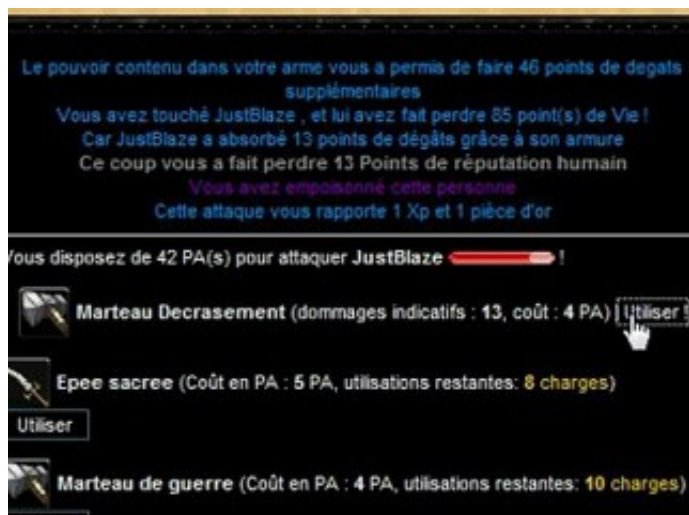 Le pouvoir contenu dans votre arme vous a permis de faire 46 points de degats
supplémentaires
Vous avez touché JustBlaze , et lui avez fait perdre 85 point(s) de Vie !
Car JustBlaze a absorbé 13 points de dégâts grâce à son armure
Ce coup vous a fait perdre 13 Points de réputation humain
Vous avez empoisonné cette personne
Cette attaque vous rapporte 1 Xp et 1 pièce d'or
Vous disposez de 42 PA(s) pour attaquer JustBlaze !
Marteau Decrasement (dommages indicatifs : 13, coût : 4 PA) | Utiliser !
Epee sacree (Coût en PA : 5 PA, utilisations restantes: 8 charges)
Utiliser
Marteau de guerre (Coût en PA : 4 PA, utilisations restantes: 10 charges)